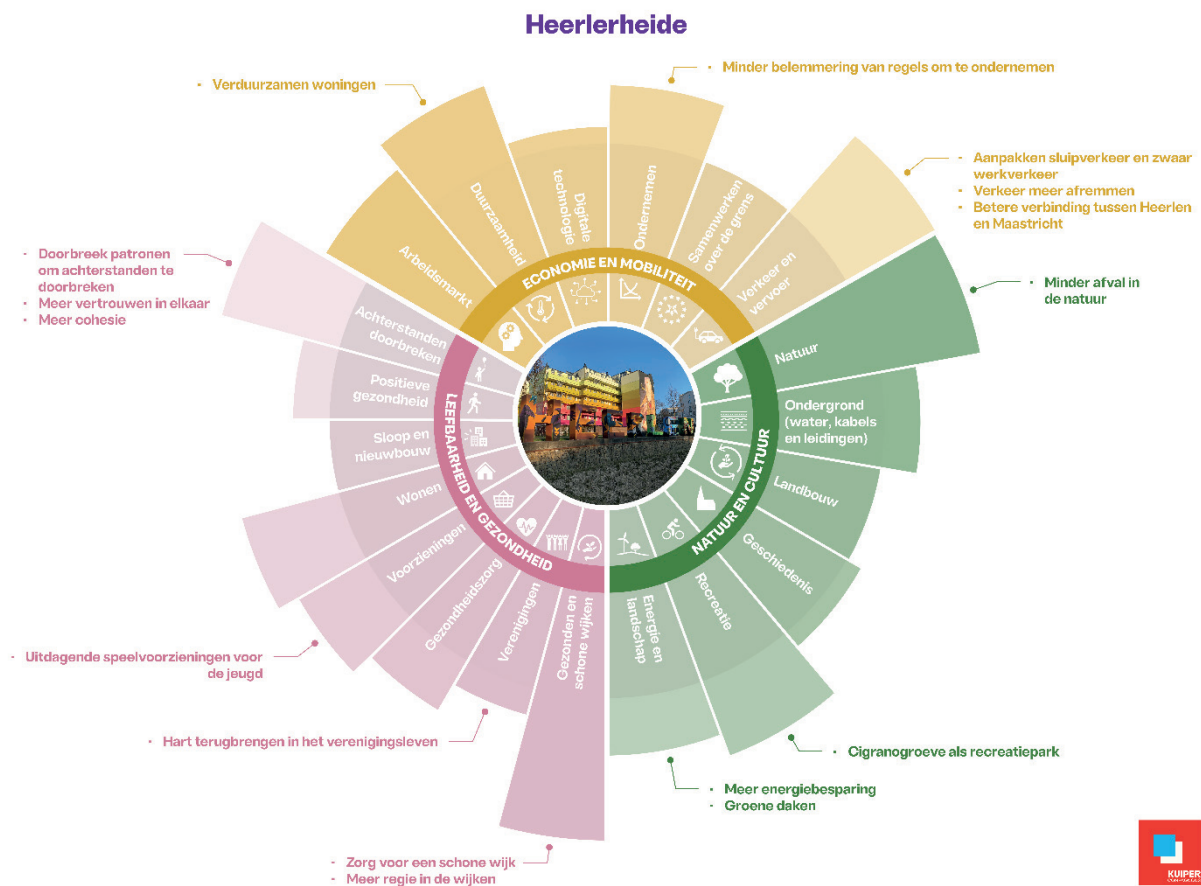 Heerlerheide
• Verduurzamen woningen
• Minder belemmering van regels om te ondernemen
• Aanpakken sluipverkeer en zwaar
werkverkeer
• Verkeer meer afremmen
• Betere verbinding tussen Heerlen
en Maastricht
• Doorbreek patronen
om achterstanden te
doorbreken
• Meer vertrouwen in elkaar
• Meer cohesie
• Minder afval in
de natuur
ECONOMIE EN MOBILITEIT
Arbeidsmarkt
Duurzaamheid
Digitale
technologie
Ondernemen
Samenwerken
over de grens
Verkeer en
vervoer
NATUUR EN CULTUUR
Natuur
Ondergrond
(water, kabels
en leidingen)
Landbouw
Geschiedenis
Recreatie
Energie en
landschap
LEEFBAARHEID EN GEZONDHEID
Achterstanden
doorbreken
Positieve
gezondheid
Sloop en
nieuwbouw
Wonen
Voorzieningen
Gezondheidszorg
Verenigingen
Gezonden en
schone wijken
• Uitdagende speelvoorzieningen voor
de jeugd
• Hart terugbrengen in het verenigingsleven
• Zorg voor een schone wijk
• Meer regie in de wijken
• Cigranogroeve als recreatiepark
• Meer energiebesparing
• Groene daken
KUIPER